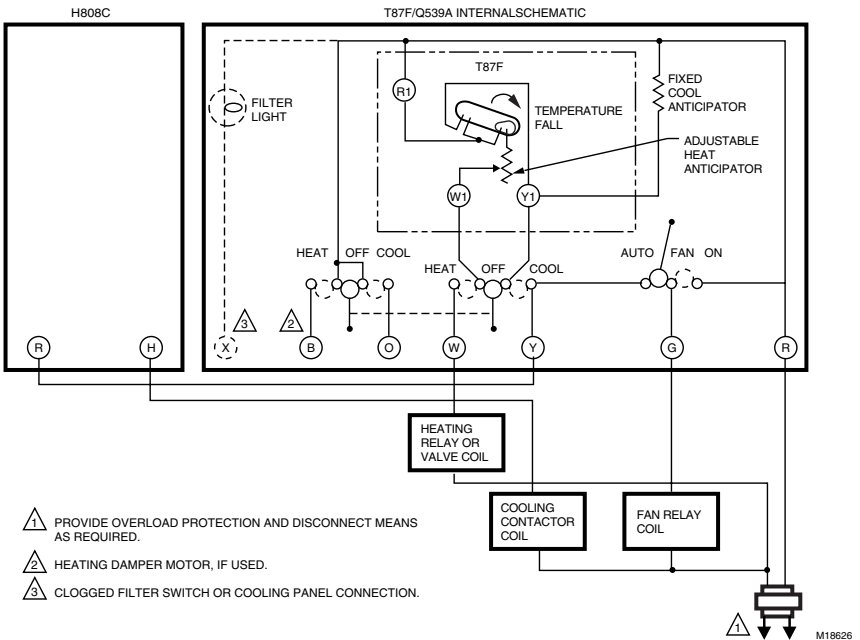 H808C
T87F/Q539A INTERNALSCHEMATIC
T87F
R1
FILTER
LIGHT
FIXED
COOL
ANTICIPATOR
TEMPERATURE
FALL
ADJUSTABLE
HEAT
ANTICIPATOR
W1
Y1
HEAT OFF COOL
HEAT OFF COOL
AUTO FAN ON
3
2
R
H
X
B
O
W
Y
G
R
HEATING
RELAY OR
VALVE COIL
COOLING
CONTACTOR
COIL
FAN RELAY
COIL
1 PROVIDE OVERLOAD PROTECTION AND DISCONNECT MEANS
AS REQUIRED.
2 HEATING DAMPER MOTOR, IF USED.
3 CLOGGED FILTER SWITCH OR COOLING PANEL CONNECTION.
1
M18626